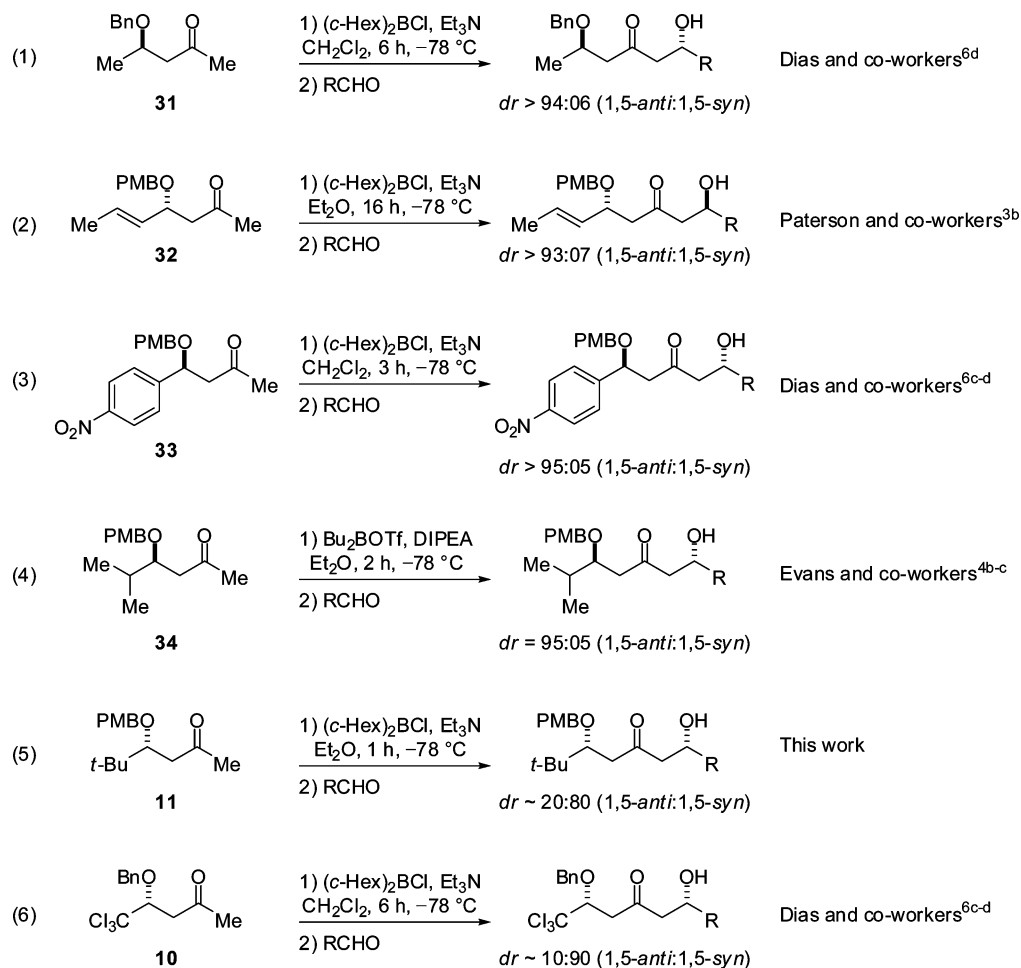 (1)
BnO O
Me Me
31
1) (c-Hex)2BCl, Et3N
CH2Cl2, 6 h, −78 °C
2) RCHO
BnO O OH
Me R
dr > 94:06 (1,5-anti:1,5-syn)
Dias and co-workers6d
(2)
PMBO O
Me Me
32
1) (c-Hex)2BCl, Et3N
Et2O, 16 h, −78 °C
2) RCHO
PMBO O OH
Me R
dr > 93:07 (1,5-anti:1,5-syn)
Paterson and co-workers3b
(3)
PMBO O
Me
O2N
33
1) (c-Hex)2BCl, Et3N
CH2Cl2, 3 h, −78 °C
2) RCHO
PMBO O OH
R
O2N
dr > 95:05 (1,5-anti:1,5-syn)
Dias and co-workers6c-d
(4)
PMBO O
Me Me
Me
34
1) Bu2BOTf, DIPEA
Et2O, 2 h, −78 °C
2) RCHO
PMBO O OH
Me R
Me
dr = 95:05 (1,5-anti:1,5-syn)
Evans and co-workers4b-c
(5)
PMBO O
t-Bu Me
11
1) (c-Hex)2BCl, Et3N
Et2O, 1 h, −78 °C
2) RCHO
PMBO O OH
t-Bu R
dr ~ 20:80 (1,5-anti:1,5-syn)
This work
(6)
BnO O
Cl3C Me
10
1) (c-Hex)2BCl, Et3N
CH2Cl2, 6 h, −78 °C
2) RCHO
BnO O OH
Cl3C R
dr ~ 10:90 (1,5-anti:1,5-syn)
Dias and co-workers6c-d